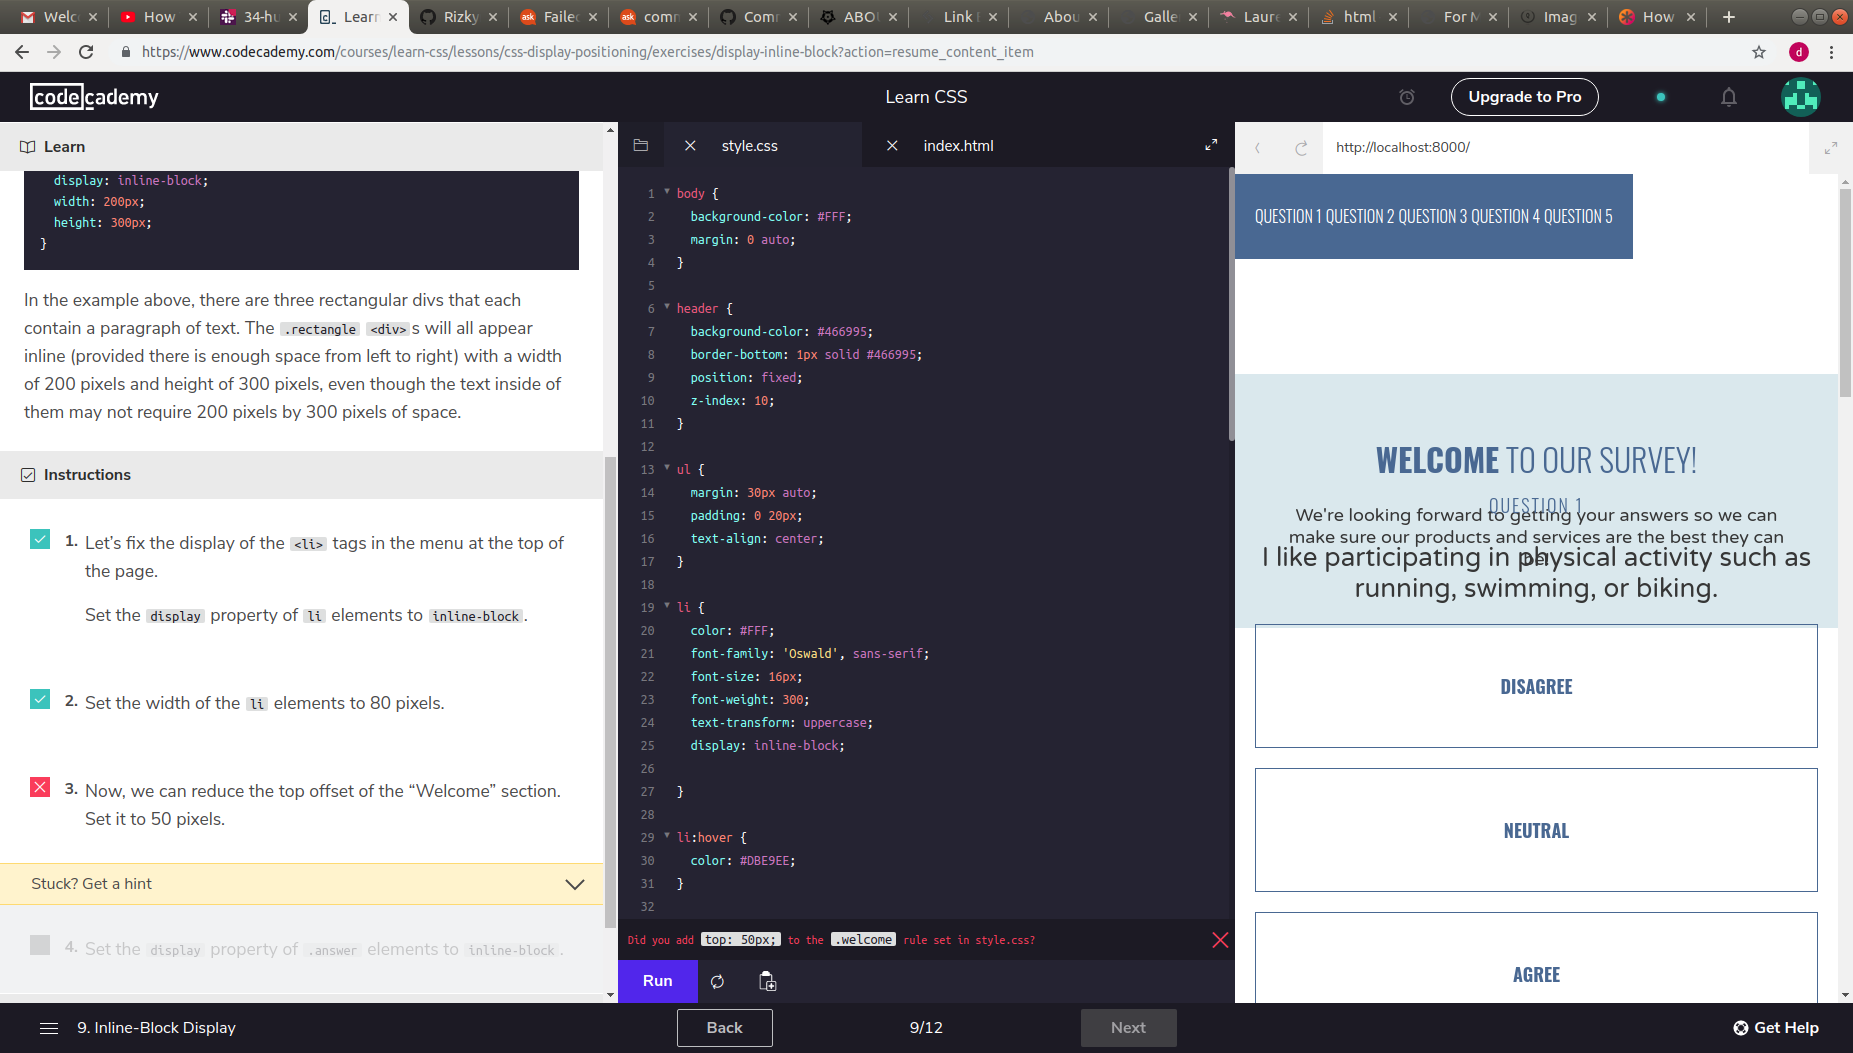 Welc
How
34-hu
Learn
Rizky
Failed
comm
Comm
ABOU
Link
Abou
Galle
Laure
html
For M
Imag
How
https://www.codecademy.com/courses/learn-css/lessons/css-display-positioning/exercises/display-inline-block?action=resume_content_item
d
codecademy
Learn CSS
Upgrade to Pro
Learn
display: inline-block;
width: 200px;
height: 300px;
}
In the example above, there are three rectangular divs that each
contain a paragraph of text. The .rectangle <div>s will all appear
inline (provided there is enough space from left to right) with a width
of 200 pixels and height of 300 pixels, even though the text inside of
them may not require 200 pixels by 300 pixels of space.
Instructions
1. Let’s fix the display of the <li> tags in the menu at the top of
the page.
Set the display property of li elements to inline-block.
2. Set the width of the li elements to 80 pixels.
3. Now, we can reduce the top offset of the “Welcome” section.
Set it to 50 pixels.
Stuck? Get a hint
4. Set the display property of .answer elements to inline-block.
style.css
index.html
1 body {
2 background-color: #FFF;
3 margin: 0 auto;
4 }
5
6 header {
7 background-color: #466995;
8 border-bottom: 1px solid #466995;
9 position: fixed;
10 z-index: 10;
11 }
12
13 ul {
14 margin: 30px auto;
15 padding: 0 20px;
16 text-align: center;
17 }
18
19 li {
20 color: #FFF;
21 font-family: 'Oswald', sans-serif;
22 font-size: 16px;
23 font-weight: 300;
24 text-transform: uppercase;
25 display: inline-block;
26
27 }
28
29 li:hover {
30 color: #DBE9EE;
31 }
32
Did you add top: 50px; to the .welcome rule set in style.css?
Run
http://localhost:8000/
QUESTION 1 QUESTION 2 QUESTION 3 QUESTION 4 QUESTION 5
WELCOME TO OUR SURVEY!
QUESTION 1
We're looking forward to getting your answers so we can
make sure our products and services are the best they can
be!
I like participating in physical activity such as
running, swimming, or biking.
DISAGREE
NEUTRAL
AGREE
9. Inline-Block Display
Back
9/12
Next
Get Help